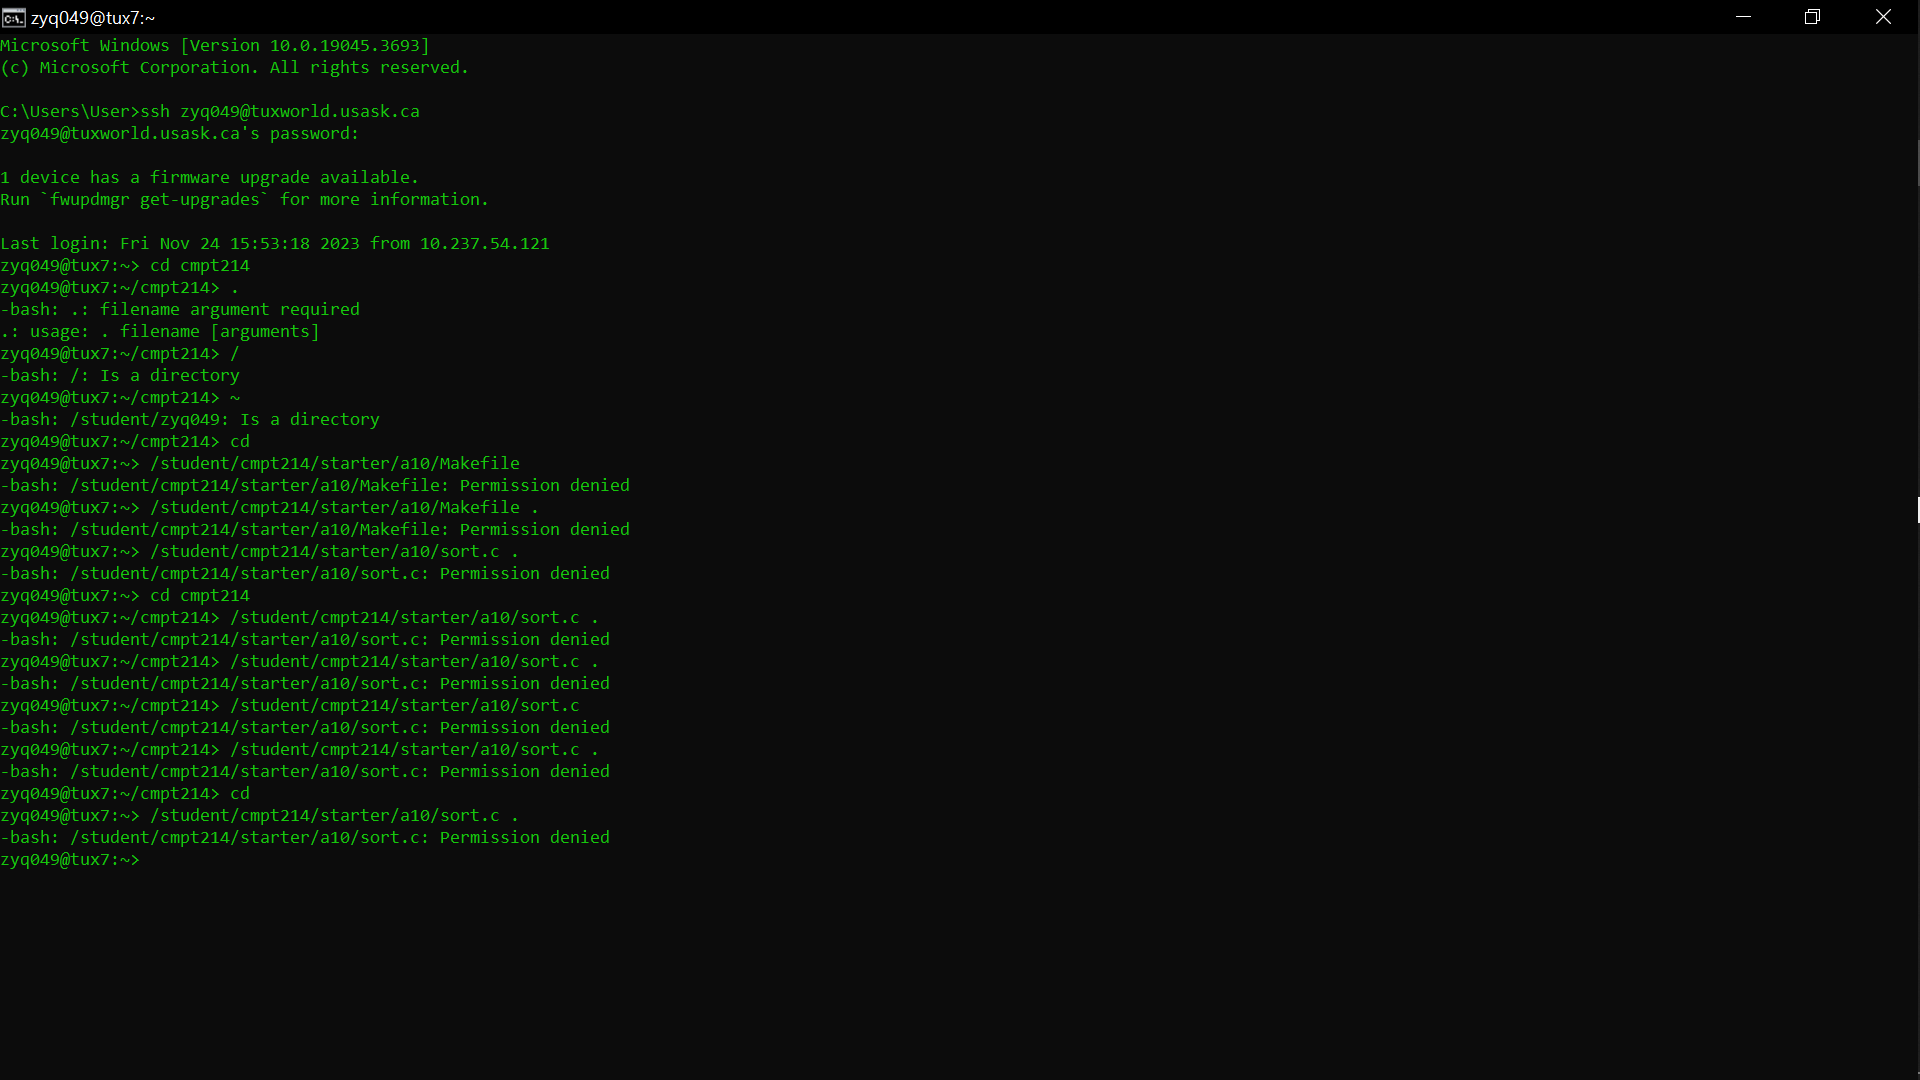 zyq049@tux7:~
Microsoft Windows [Version 10.0.19045.3693]
(c) Microsoft Corporation. All rights reserved.
C:\Users\User>ssh zyq049@tuxworld.usask.ca
zyq049@tuxworld.usask.ca's password:
1 device has a firmware upgrade available.
Run `fwupdmgr get-upgrades` for more information.
Last login: Fri Nov 24 15:53:18 2023 from 10.237.54.121
zyq049@tux7:~> cd cmpt214
zyq049@tux7:~/cmpt214> .
-bash: .: filename argument required
.: usage: . filename [arguments]
zyq049@tux7:~/cmpt214> /
-bash: /: Is a directory
zyq049@tux7:~/cmpt214> ~
-bash: /student/zyq049: Is a directory
zyq049@tux7:~/cmpt214> cd
zyq049@tux7:~> /student/cmpt214/starter/a10/Makefile
-bash: /student/cmpt214/starter/a10/Makefile: Permission denied
zyq049@tux7:~> /student/cmpt214/starter/a10/Makefile .
-bash: /student/cmpt214/starter/a10/Makefile: Permission denied
zyq049@tux7:~> /student/cmpt214/starter/a10/sort.c .
-bash: /student/cmpt214/starter/a10/sort.c: Permission denied
zyq049@tux7:~> cd cmpt214
zyq049@tux7:~/cmpt214> /student/cmpt214/starter/a10/sort.c .
-bash: /student/cmpt214/starter/a10/sort.c: Permission denied
zyq049@tux7:~/cmpt214> /student/cmpt214/starter/a10/sort.c .
-bash: /student/cmpt214/starter/a10/sort.c: Permission denied
zyq049@tux7:~/cmpt214> /student/cmpt214/starter/a10/sort.c
-bash: /student/cmpt214/starter/a10/sort.c: Permission denied
zyq049@tux7:~/cmpt214> /student/cmpt214/starter/a10/sort.c .
-bash: /student/cmpt214/starter/a10/sort.c: Permission denied
zyq049@tux7:~/cmpt214> cd
zyq049@tux7:~> /student/cmpt214/starter/a10/sort.c .
-bash: /student/cmpt214/starter/a10/sort.c: Permission denied
zyq049@tux7:~>